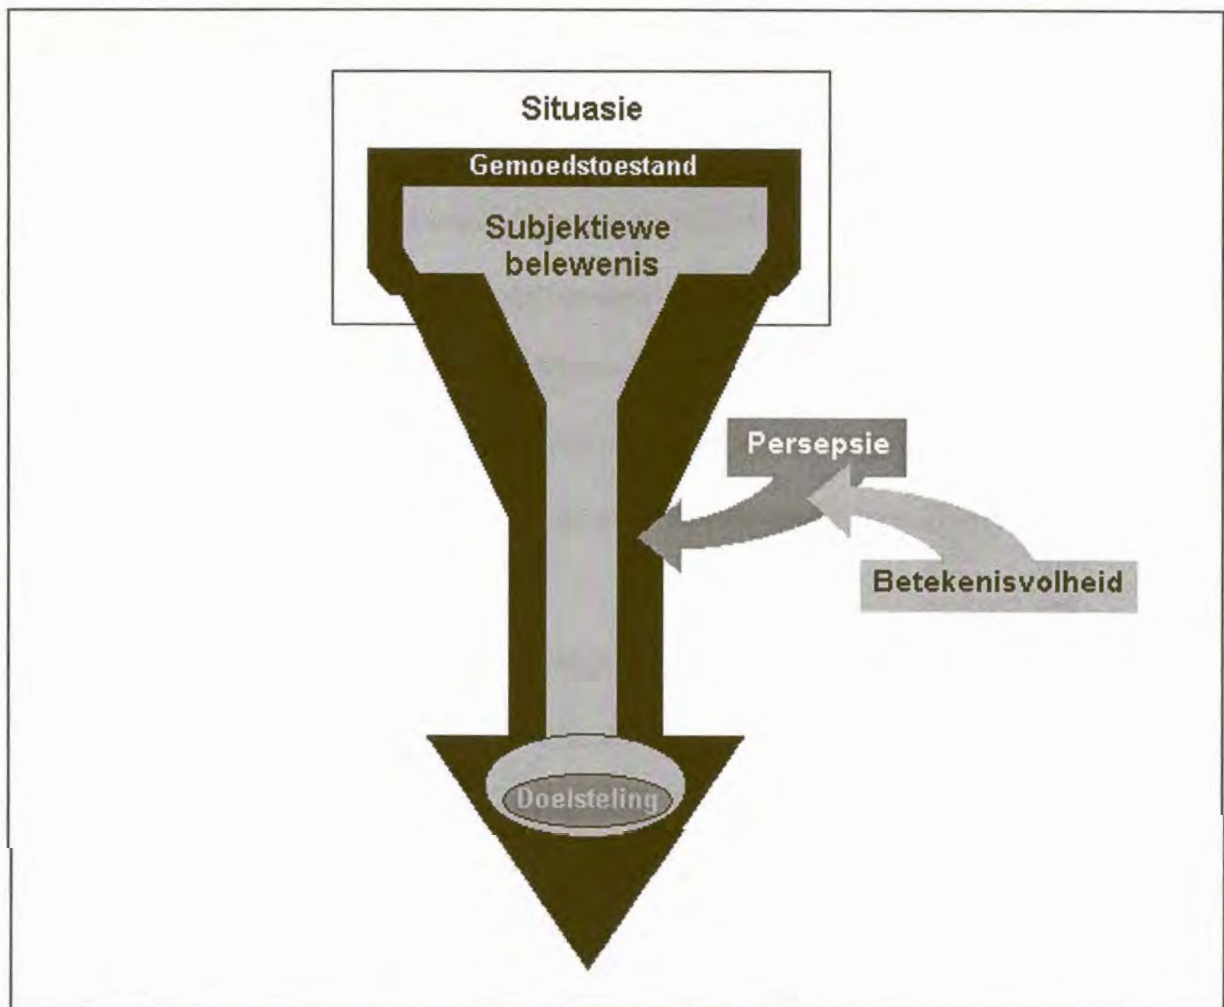 Situasie
Gemoedstoestand
Subjektiewe
belewenis
Persepsie
Betekenisvolheid
Doelsteling